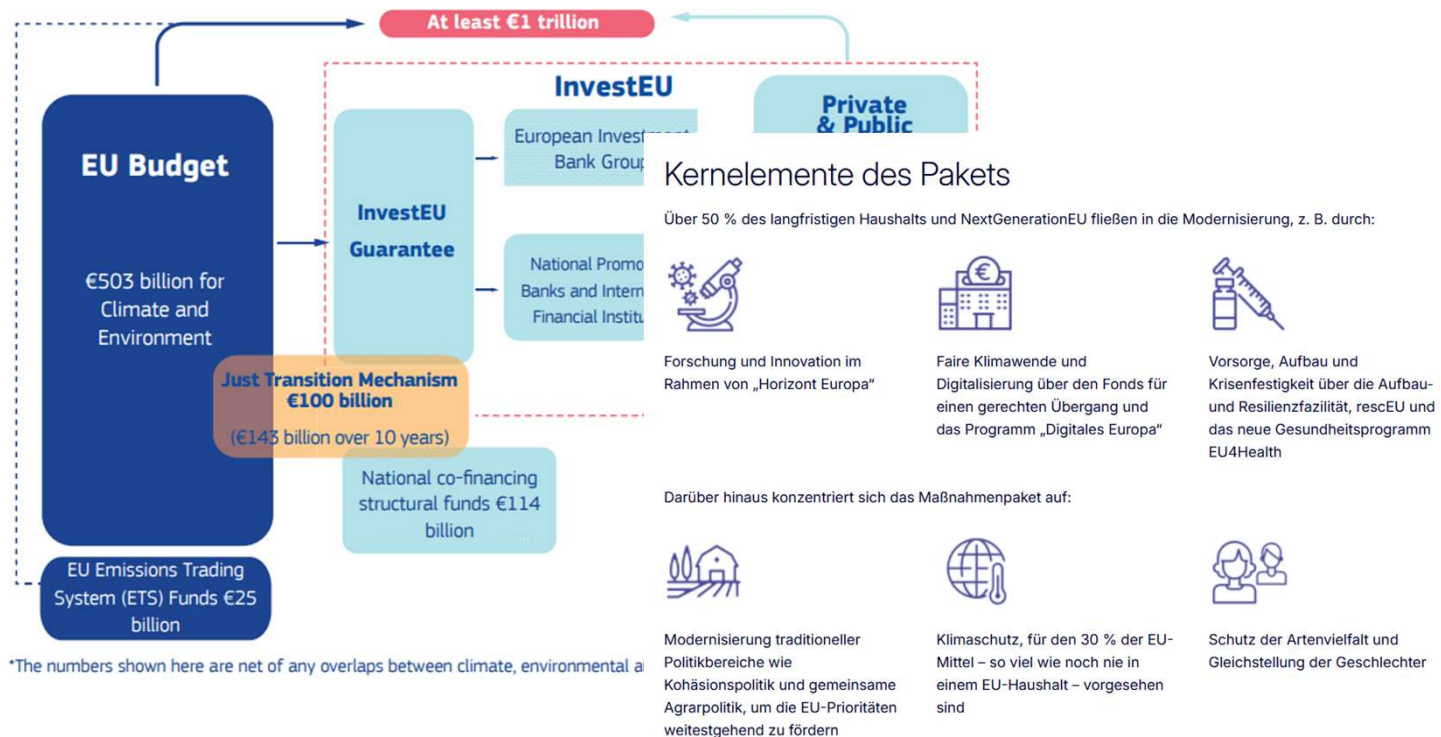 At least €1 trillion
EU Budget
€503 billion for
Climate and
Environment
InvestEU
InvestEU
Guarantee
European Investment
Bank Group
National Promo
Banks and Intern
Financial Institu
Private
& Public
Just Transition Mechanism
€100 billion
(€143 billion over 10 years)
National co-financing
structural funds €114
billion
EU Emissions Trading
System (ETS) Funds €25
billion
*The numbers shown here are net of any overlaps between climate, environmental a
Kernelemente des Pakets
Über 50 % des langfristigen Haushalts und NextGenerationEU fließen in die Modernisierung, z. B. durch:
Forschung und Innovation im
Rahmen von „Horizont Europa“
Faire Klimawende und
Digitalisierung über den Fonds für
einen gerechten Übergang und
das Programm „Digitales Europa“
Vorsorge, Aufbau und
Krisenfestigkeit über die Aufbau-
und Resilienzfazilität, rescEU und
das neue Gesundheitsprogramm
EU4Health
Darüber hinaus konzentriert sich das Maßnahmenpaket auf:
Modernisierung traditioneller
Politikbereiche wie
Kohäsionspolitik und gemeinsame
Agrarpolitik, um die EU-Prioritäten
weitestgehend zu fördern
Klimaschutz, für den 30 % der EU-
Mittel – so viel wie noch nie in
einem EU-Haushalt – vorgesehen
sind
Schutz der Artenvielfalt und
Gleichstellung der Geschlechter